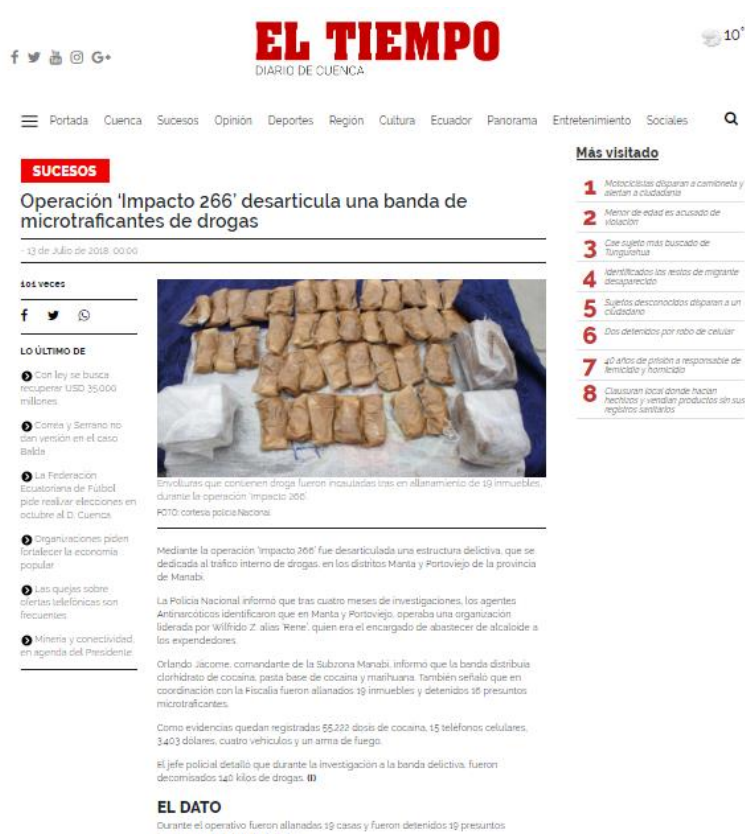 EL TIEMPO
DIARIO DE CUENCA
10°
Portada Cuenca Sucesos Opinión Deportes Región Cultura Ecuador Panorama Entretenimiento Sociales
SUCESOS
Operación ‘Impacto 266’ desarticula una banda de
microtraficantes de drogas
- 13 de Julio de 2018, 00:00
101 veces
LO ÚLTIMO DE
Con ley se busca
recuperar USD 35.000
millones
Correa y Serrano no
dan versión en el caso
Balda
La Federación
Ecuatoriana de Fútbol
pide realizar elecciones en
octubre al D. Cuenca
Organizaciones piden
fortalecer la economía
popular
Las quejas sobre
ofertas telefónicas son
frecuentes
Minería y conectividad,
en agenda del Presidente
Envolturas que contienen droga fueron incautadas tras en allanamiento de 19 inmuebles,
durante la operación ‘Impacto 266’.
FOTO: cortesía policía Nacional
Mediante la operación ‘Impacto 266’ fue desarticulada una estructura delictiva, que se
dedicada al tráfico interno de drogas, en los distritos Manta y Portoviejo de la provincia
de Manabí.
La Policía Nacional informó que tras cuatro meses de investigaciones, los agentes
Antinarcóticos identificaron que en Manta y Portoviejo, operaba una organización
liderada por Wilfrido Z. alias ‘Rene’, quien era el encargado de abastecer de alcaloide a
los expendedores.
Orlando Jácome, comandante de la Subzona Manabí, informó que la banda distribuía
clorhidrato de cocaína, pasta base de cocaína y marihuana. También señaló que en
coordinación con la Fiscalía fueron allanados 19 inmuebles y detenidos 16 presuntos
microtraficantes.
Como evidencias quedan registradas 55.222 dosis de cocaína, 15 teléfonos celulares,
3.403 dólares, cuatro vehículos y un arma de fuego.
El jefe policial detalló que durante la investigación a la banda delictiva, fueron
decomisados 140 kilos de drogas. (I)
EL DATO
Durante el operativo fueron allanadas 19 casas y fueron detenidos 19 presuntos
Más visitado
1 Motociclistas disparan a camioneta y
alertan a ciudadanía
2 Menor de edad es acusado de
violación
3 Cae sujeto más buscado de
Tungurahua
4 Identificados los restos de migrante
desaparecido
5 Sujetos desconocidos disparan a un
ciudadano
6 Dos detenidos por robo de celular
7 40 años de prisión a responsable de
femicidio y homicidio
8 Clausuran local donde hacían
hechizos y vendían productos sin sus
registros sanitarios